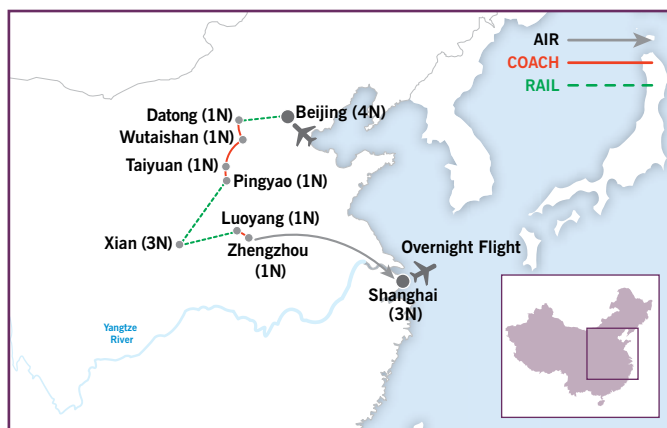 AIR
COACH
RAIL
Datong (1N)
Beijing (4N)
Wutaishan (1N)
Taiyuan (1N)
Pingyao (1N)
Luoyang (1N)
Xian (3N)
Zhengzhou
(1N)
Overnight Flight
Shanghai
(3N)
Yangtze
River